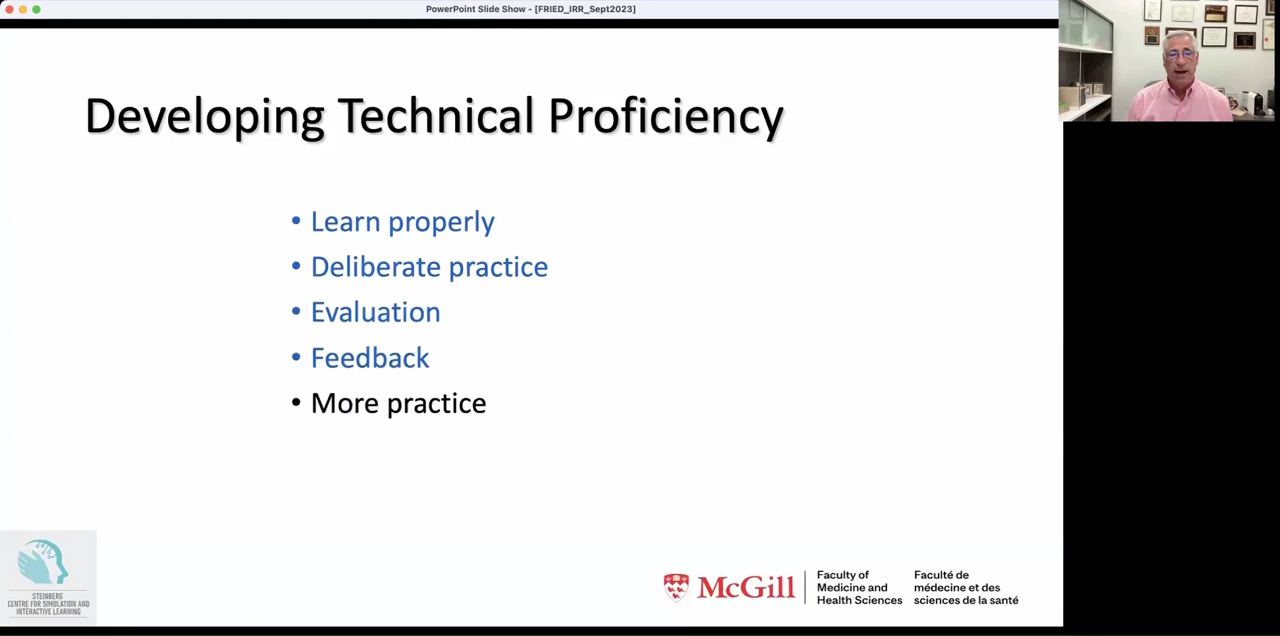 PowerPoint Slide Show - [FRIED_IRR_Sept2023]
Developing Technical Proficiency
• Learn properly
• Deliberate practice
• Evaluation
• Feedback
• More practice
STEINBERG
CENTRE FOR SIMULATION AND
INTERACTIVE LEARNING
McGill
Faculty of
Medicine and
Health Sciences
Faculté de
médecine et des
sciences de la santé